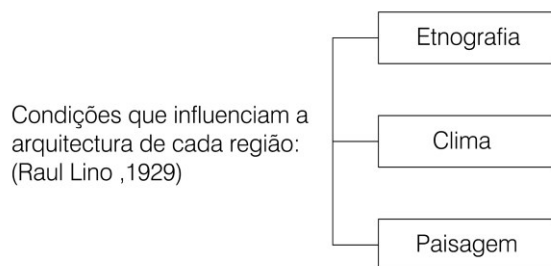 Condições que influenciam a
arquitectura de cada região:
(Raul Lino ,1929)
Etnografia
Clima
Paisagem